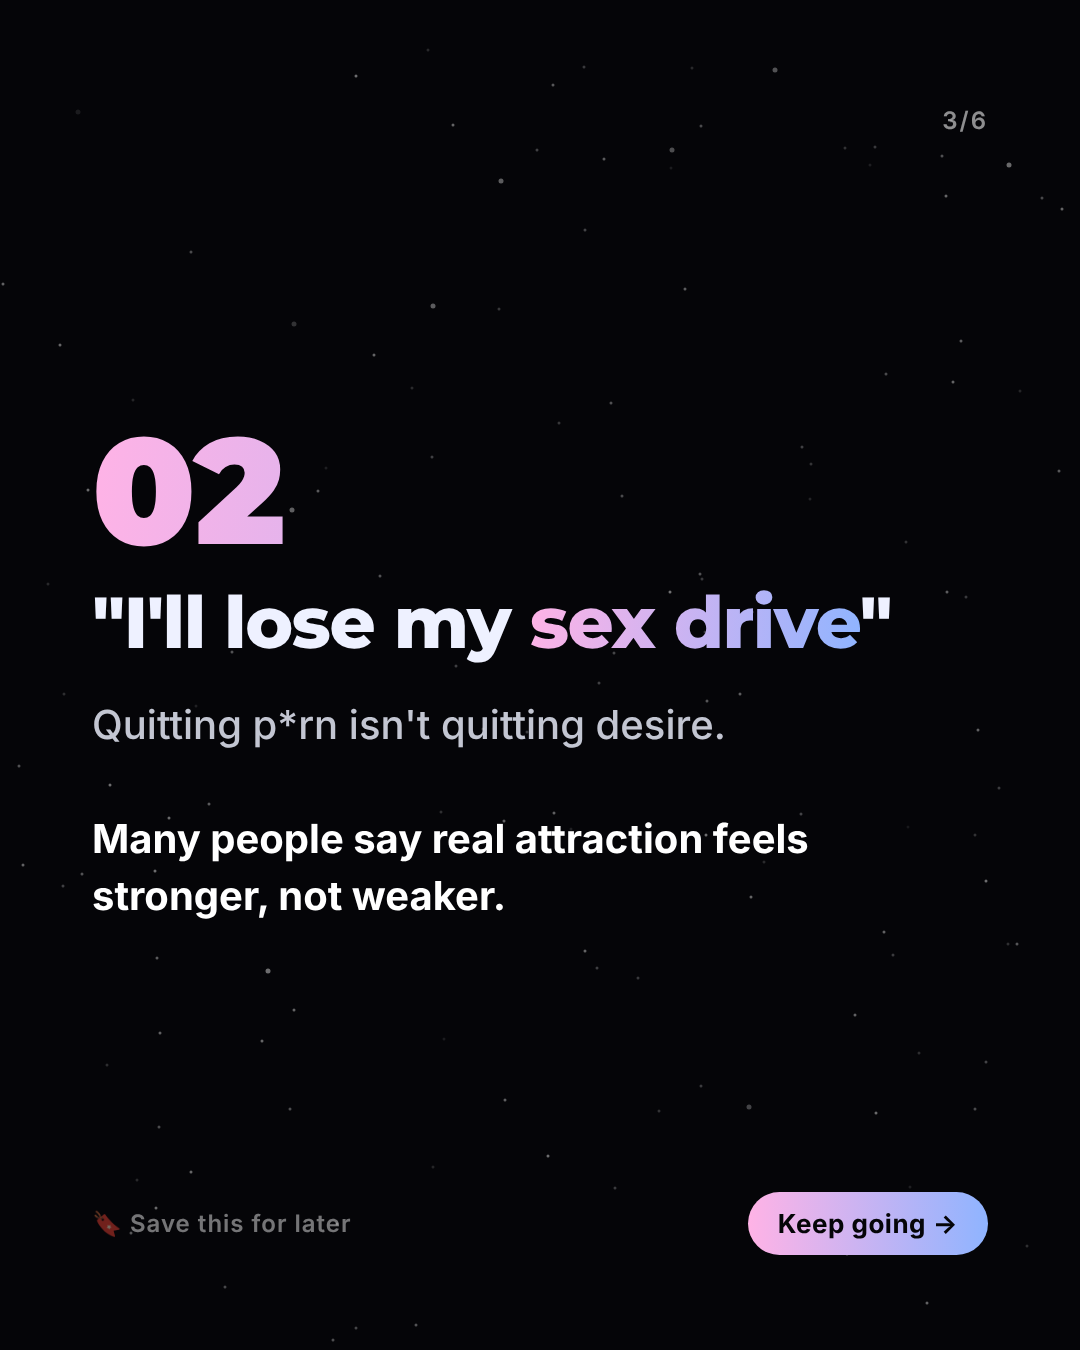 3/6
02
"I'll lose my sex drive"
Quitting p*rn isn't quitting desire.
Many people say real attraction feels
stronger, not weaker.
🔖 Save this for later
Keep going →